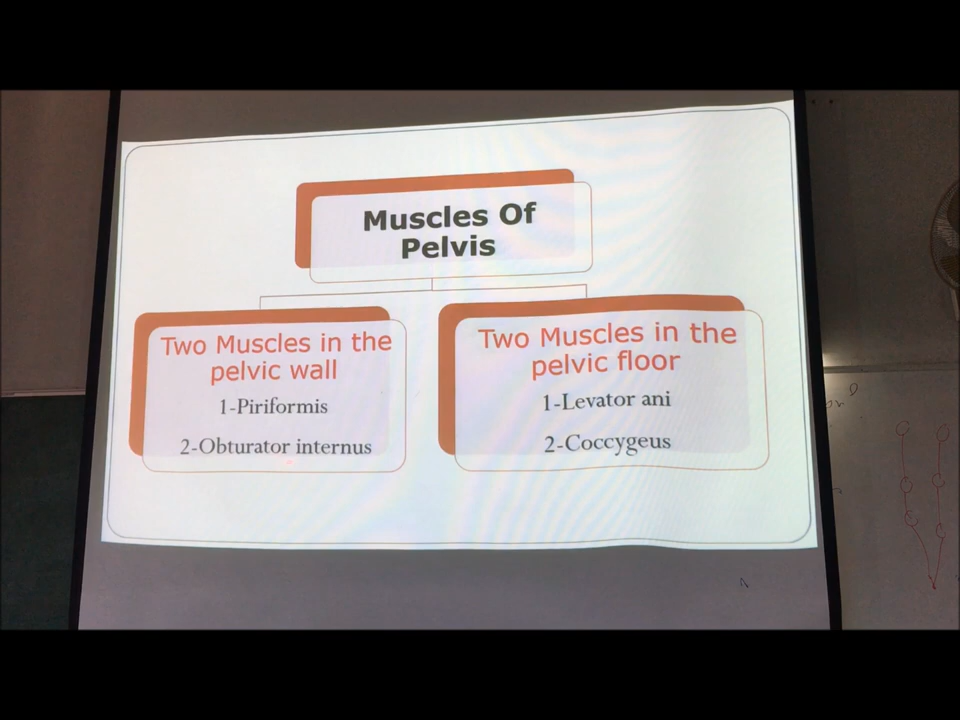 Muscles Of
Pelvis
Two Muscles in the
pelvic wall
1-Piriformis
2-Obturator internus
Two Muscles in the
pelvic floor
1-Levator ani
2-Coccygeus